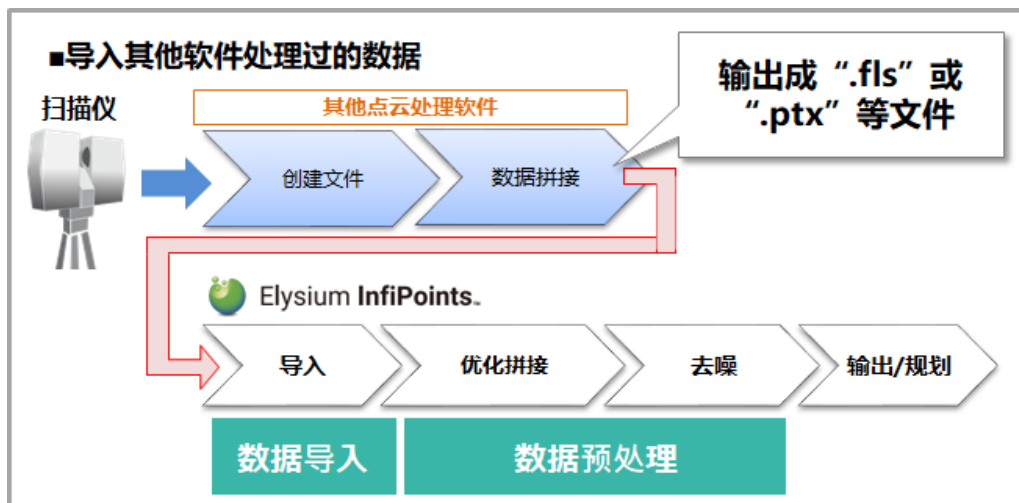 ■导入其他软件处理过的数据
扫描仪
其他点云处理软件
输出成“.fls”或
“.ptx”等文件
创建文件
数据拼接
Elysium InfiPoints™
导入
优化拼接
去噪
输出/规划
数据导入
数据预处理